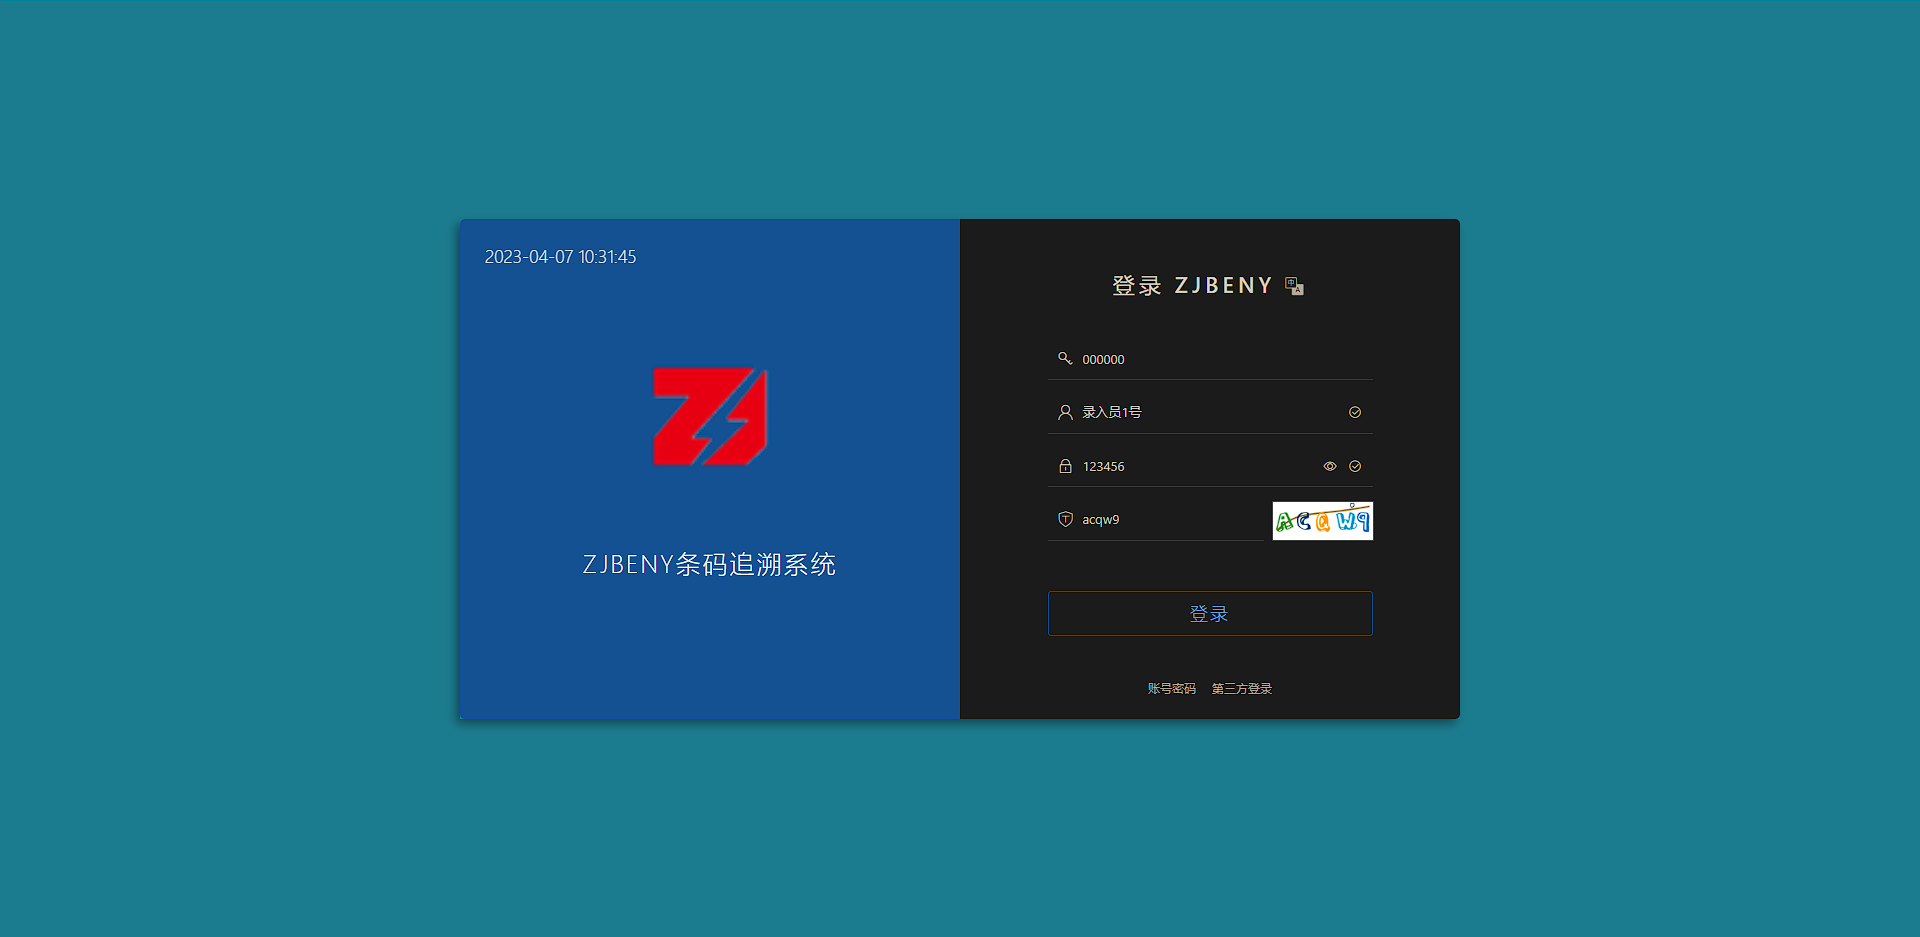 2023-04-07 10:31:45
ZJBENY条码追溯系统
登录 ZJBENY
000000
录入员1号
123456
acqw9
ACQW9
登录
账号密码 第三方登录